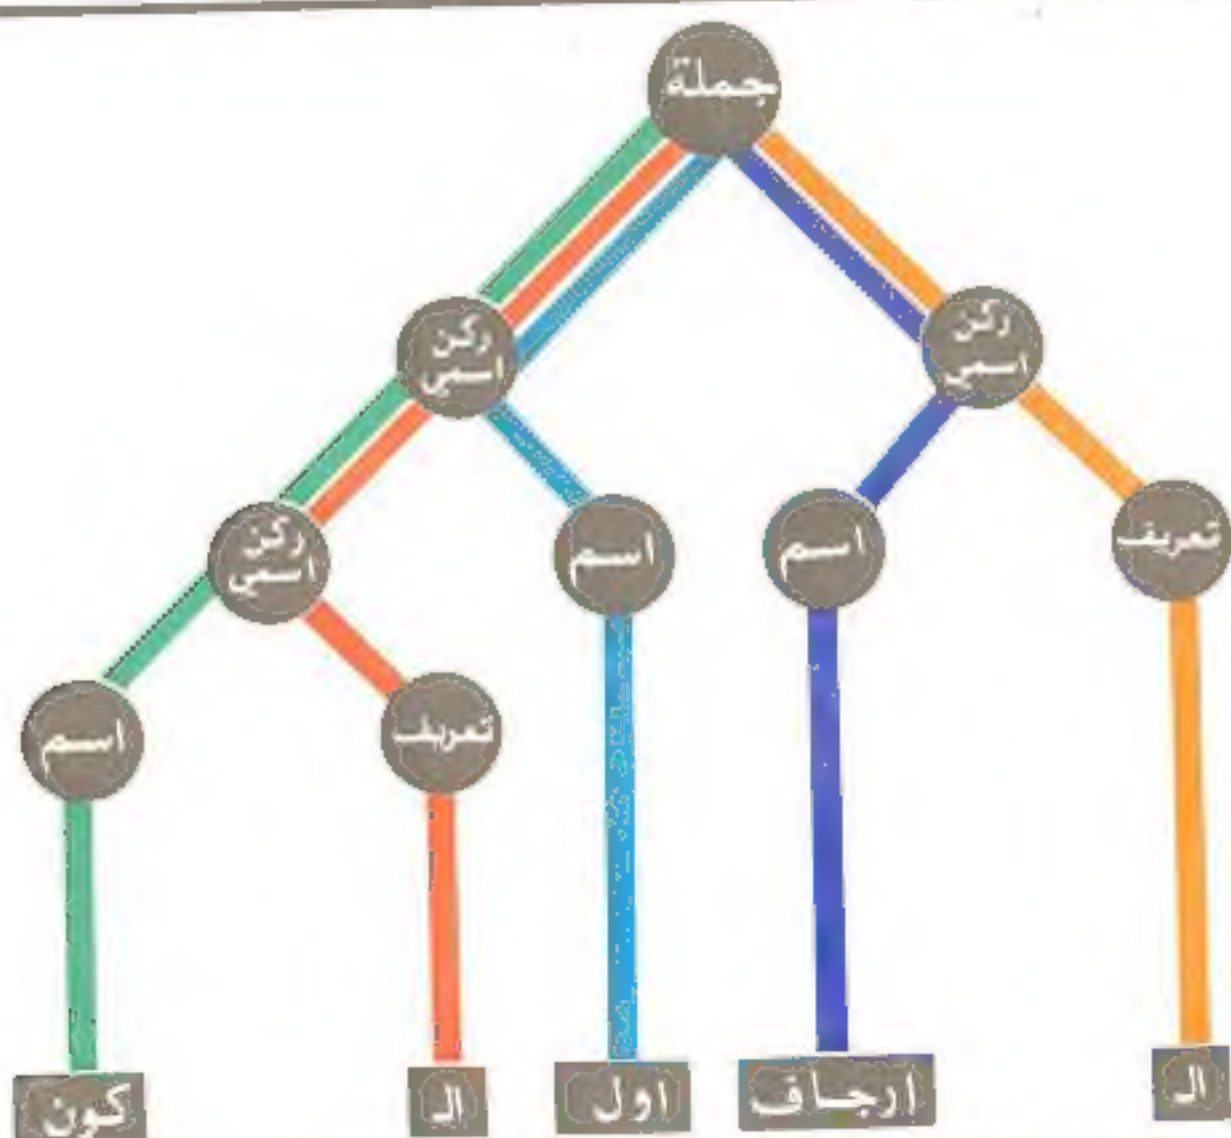 جملة
ركن
اسمي
ركن
اسمي
تعريف
اسم
اسم
ركن
اسمي
تعريف
اسم
الـ
ارجاف
اول
الـ
كون